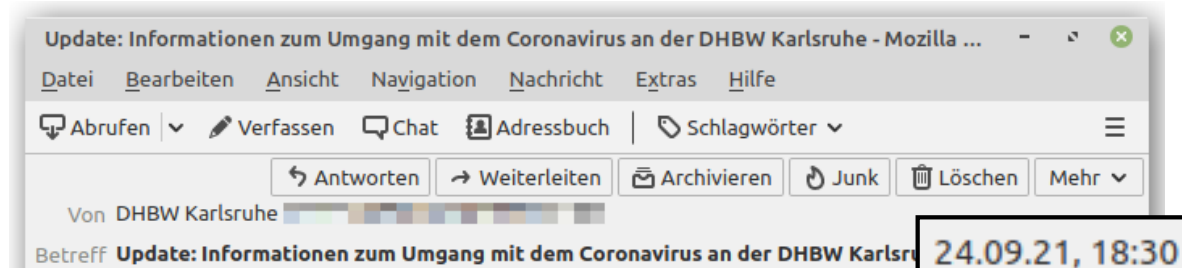 Update: Informationen zum Umgang mit dem Coronavirus an der DHBW Karlsruhe - Mozilla ...
Datei Bearbeiten Ansicht Navigation Nachricht Extras Hilfe
Abrufen Verfassen Chat Adressbuch Schlagwörter
Antworten Weiterleiten Archivieren Junk Löschen Mehr
Von DHBW Karlsruhe
Betreff Update: Informationen zum Umgang mit dem Coronavirus an der DHBW Karlsru
24.09.21, 18:30